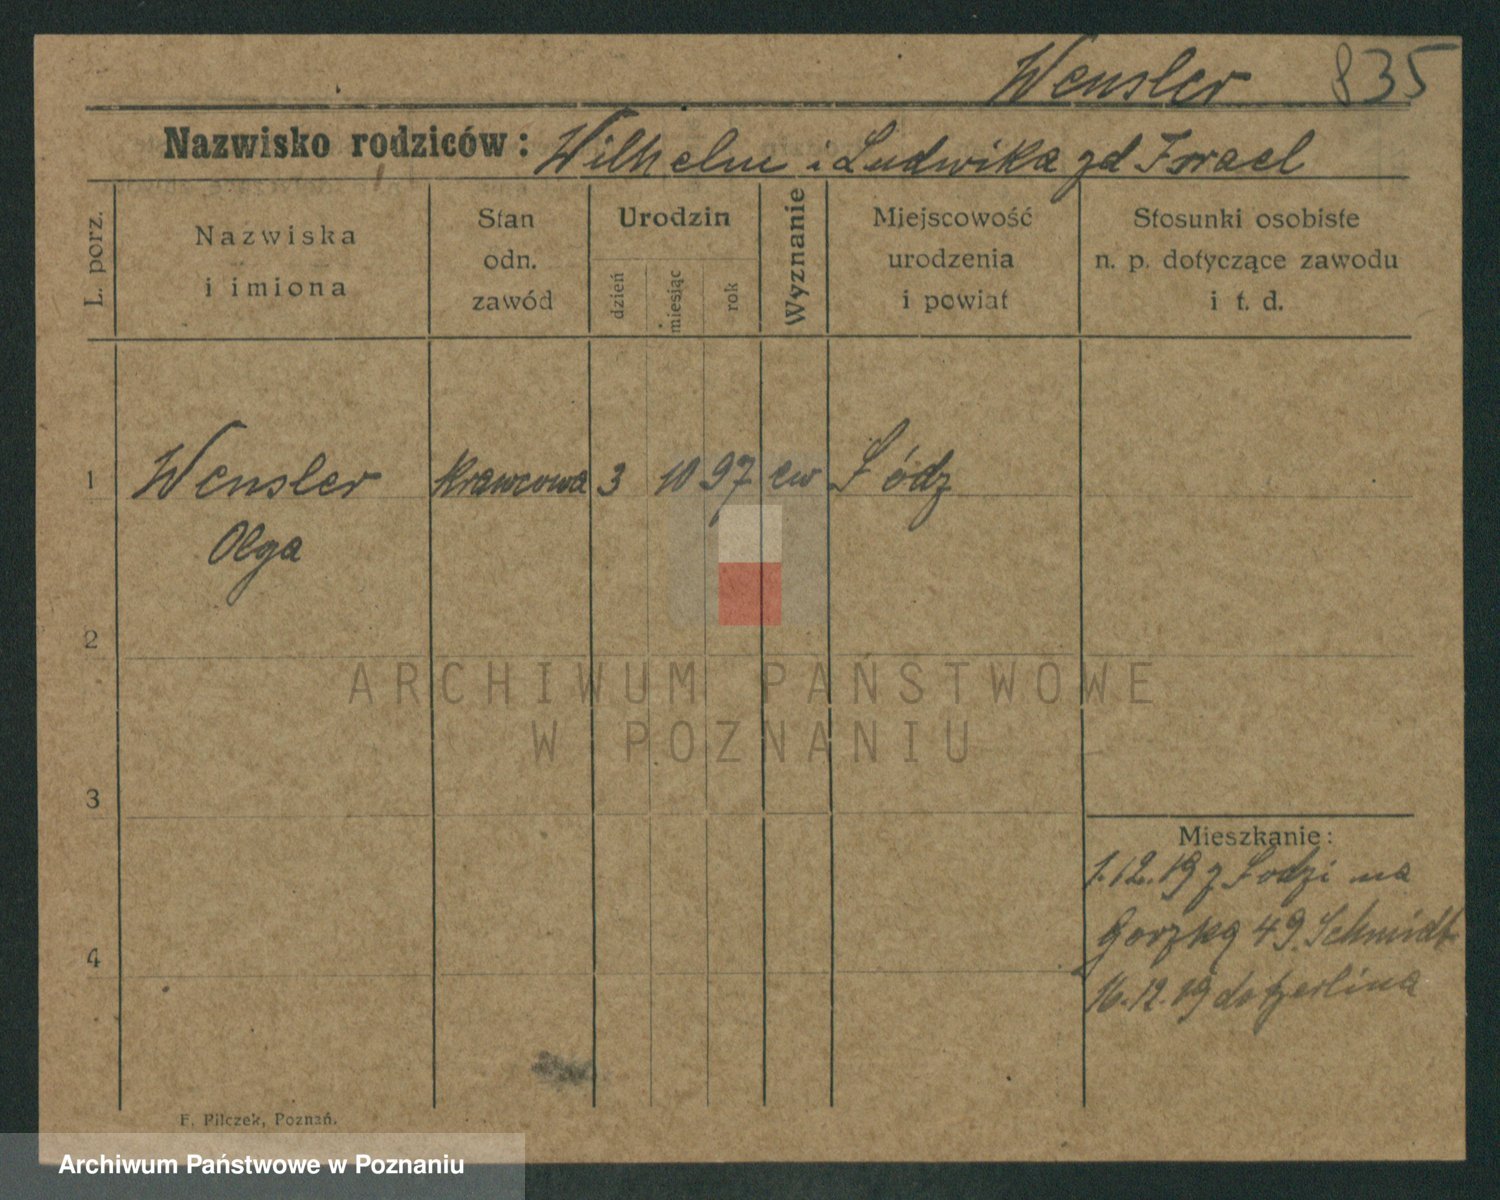 Wensler 835
Nazwisko rodziców: Wilhelm i Ludwika zd Israel
L. porz.
Nazwiska
i imiona
Stan
odn.
zawód
Urodzin
dzień
miesiąc
rok
Wyznanie
Miejscowość
urodzenia
i powiat
Stosunki osobiste
n. p. dotyczące zawodu
i t. d.
1 Wensler krawcowa 3 10 97 ew Łódz
Olga
2
3
4
Mieszkanie:
1.12.19 z Łodzi na
49. Schmidt
16.12.19 do Berlina
F. Pilczek, Poznań.
ARCHIWUM PAŃSTWOWE
W POZNANIU
Archiwum Państwowe w Poznaniu